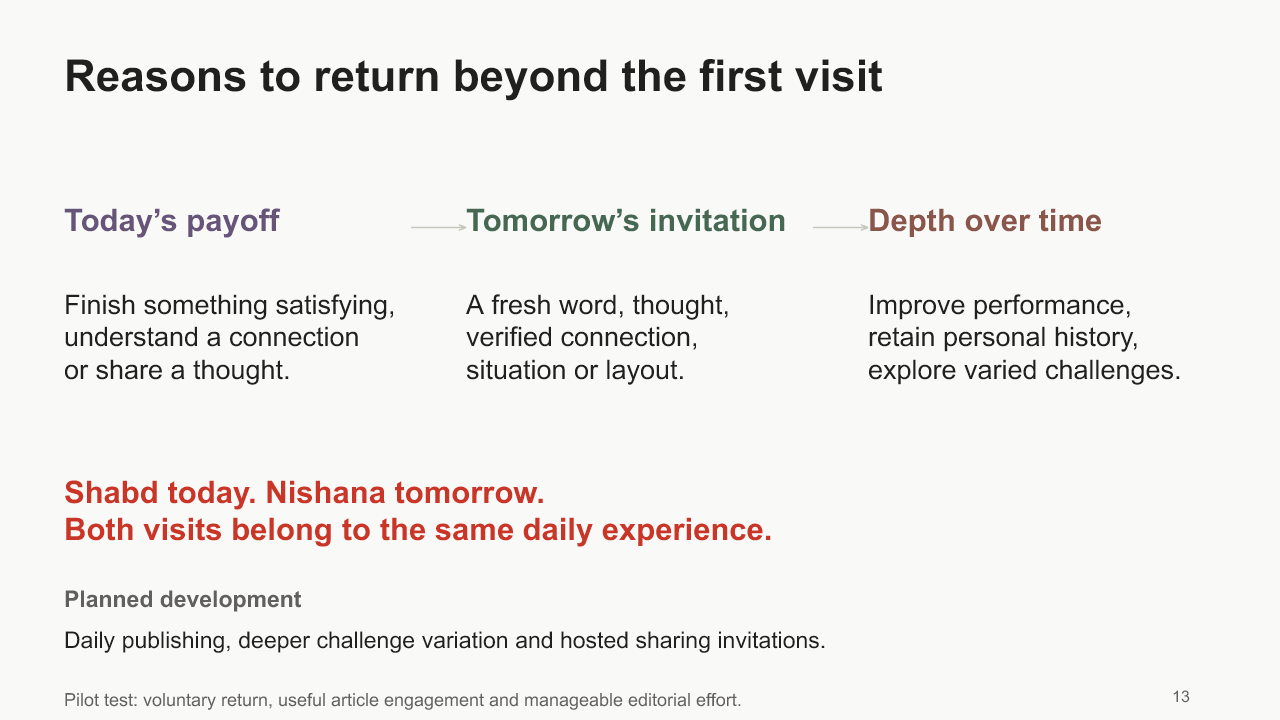 Reasons to return beyond the first visit
Today’s payoff
Tomorrow’s invitation
Depth over time
Finish something satisfying,
understand a connection
or share a thought.
A fresh word, thought,
verified connection,
situation or layout.
Improve performance,
retain personal history,
explore varied challenges.
Shabd today. Nishana tomorrow.
Both visits belong to the same daily experience.
Planned development
Daily publishing, deeper challenge variation and hosted sharing invitations.
Pilot test: voluntary return, useful article engagement and manageable editorial effort.
13